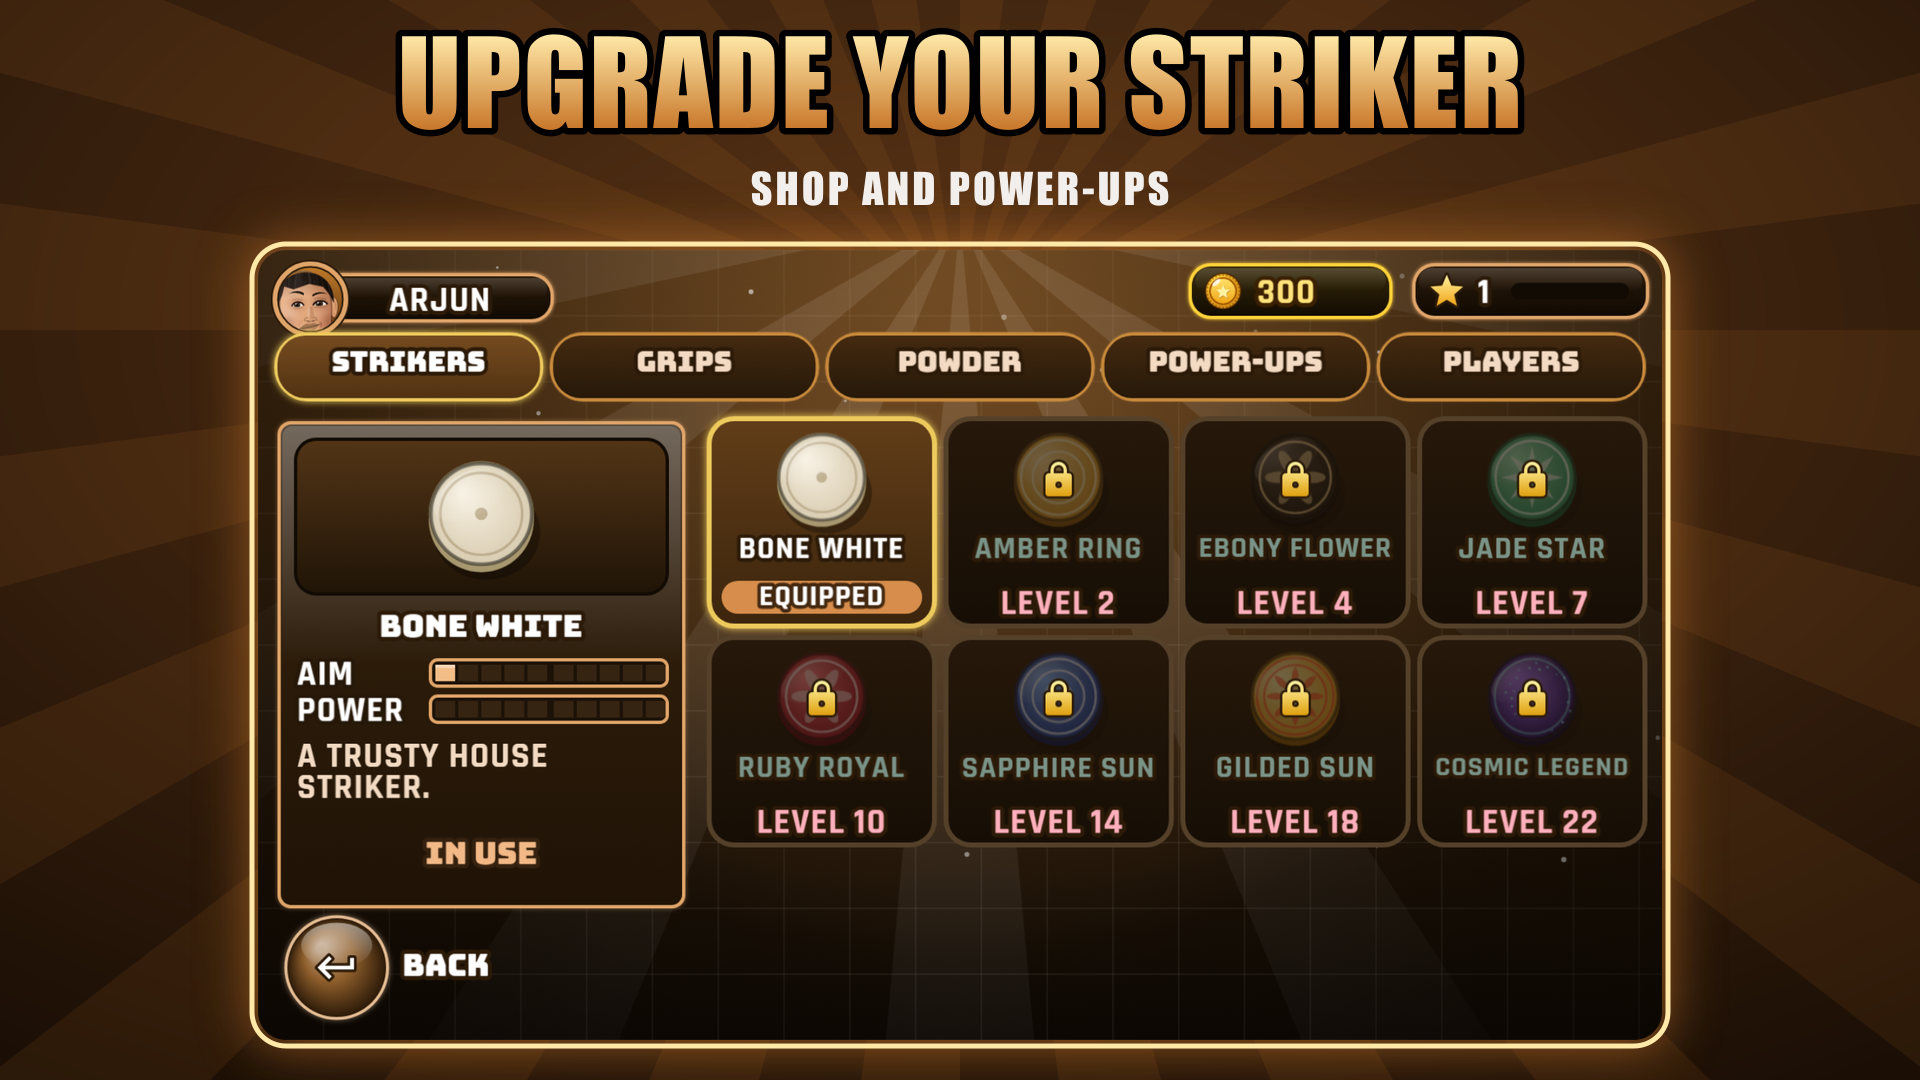 UPGRADE YOUR STRIKER
SHOP AND POWER-UPS
ARJUN
300
1
STRIKERS
GRIPS
POWDER
POWER-UPS
PLAYERS
BONE WHITE
AIM
POWER
A TRUSTY HOUSE
STRIKER.
IN USE
BONE WHITE
EQUIPPED
AMBER RING
LEVEL 2
EBONY FLOWER
LEVEL 4
JADE STAR
LEVEL 7
RUBY ROYAL
LEVEL 10
SAPPHIRE SUN
LEVEL 14
GILDED SUN
LEVEL 18
COSMIC LEGEND
LEVEL 22
BACK